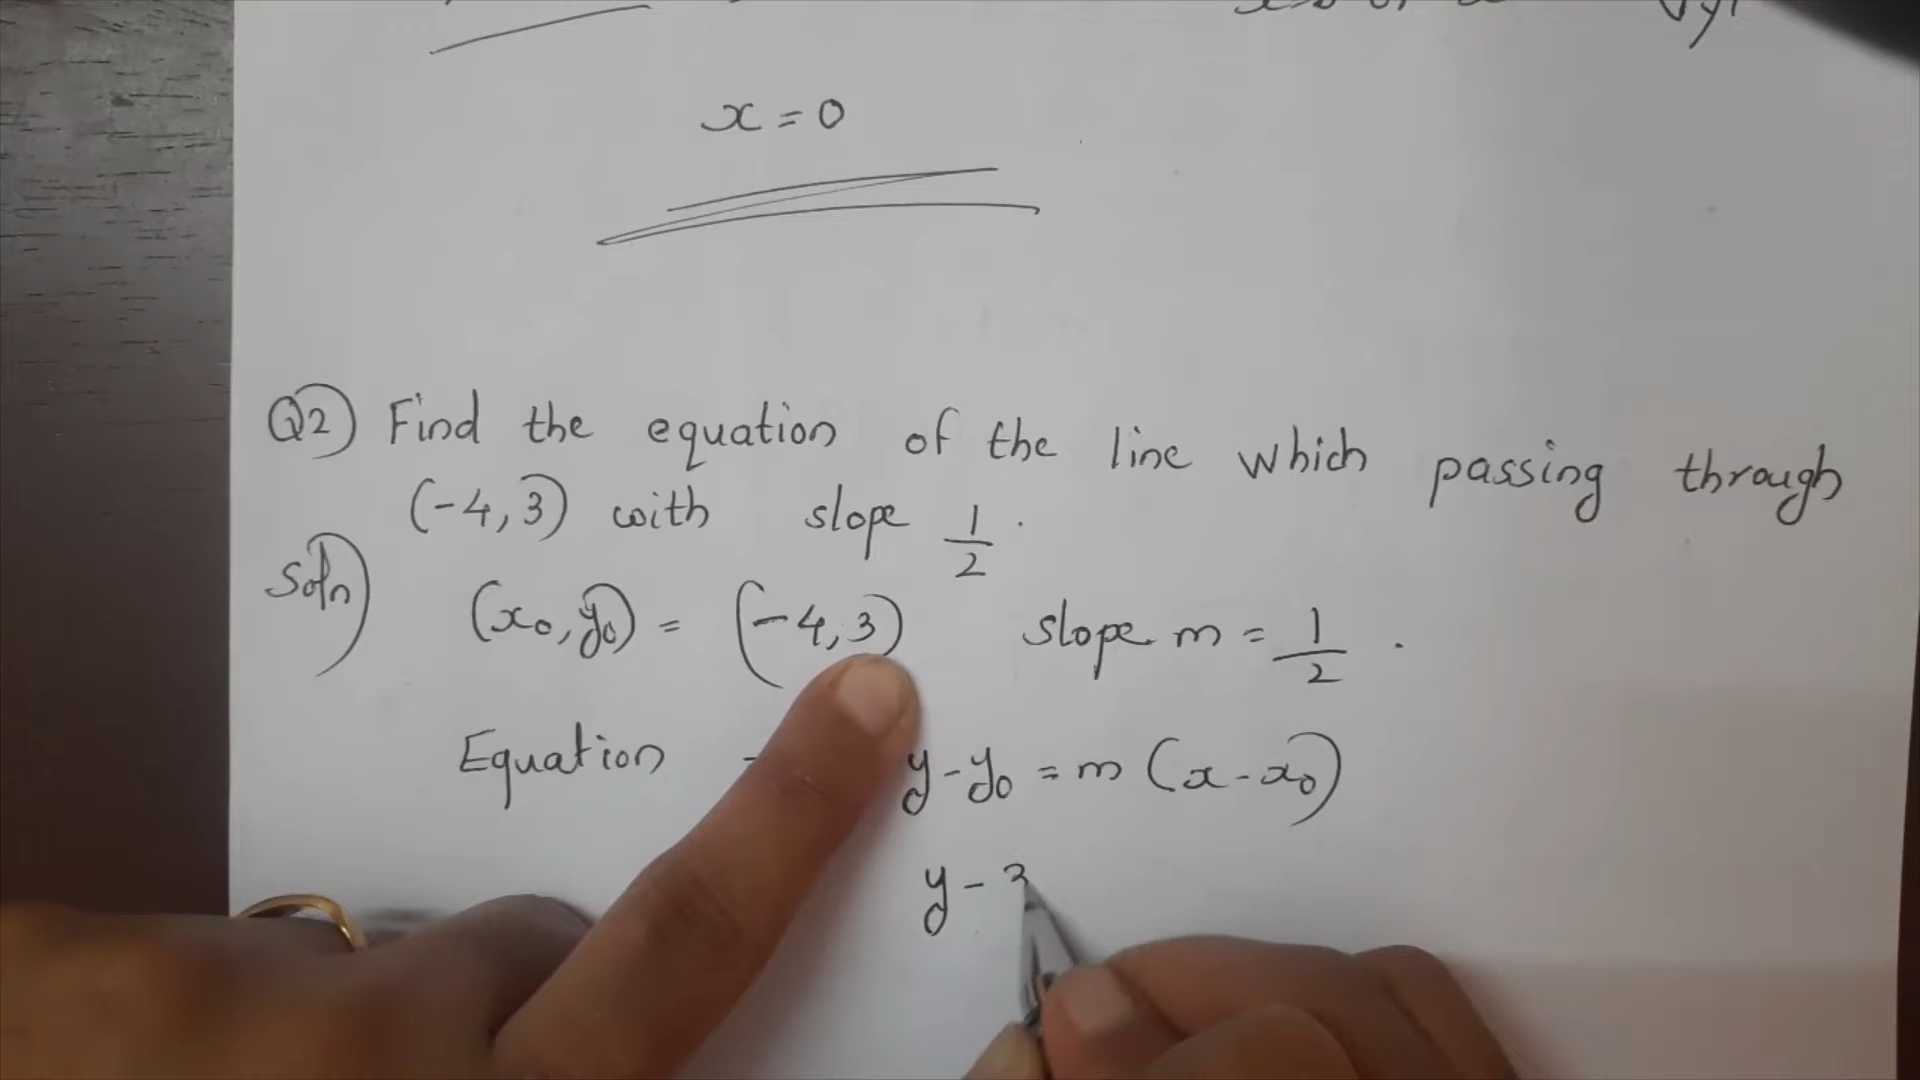 x = 0
Q2) Find the equation of the line which passing through
(-4, 3) with slope 1/2 .
Soln) (x₀, y₀) = (-4, 3) slope m = 1/2 .
Equation y - y₀ = m (x - x₀)
y - 3